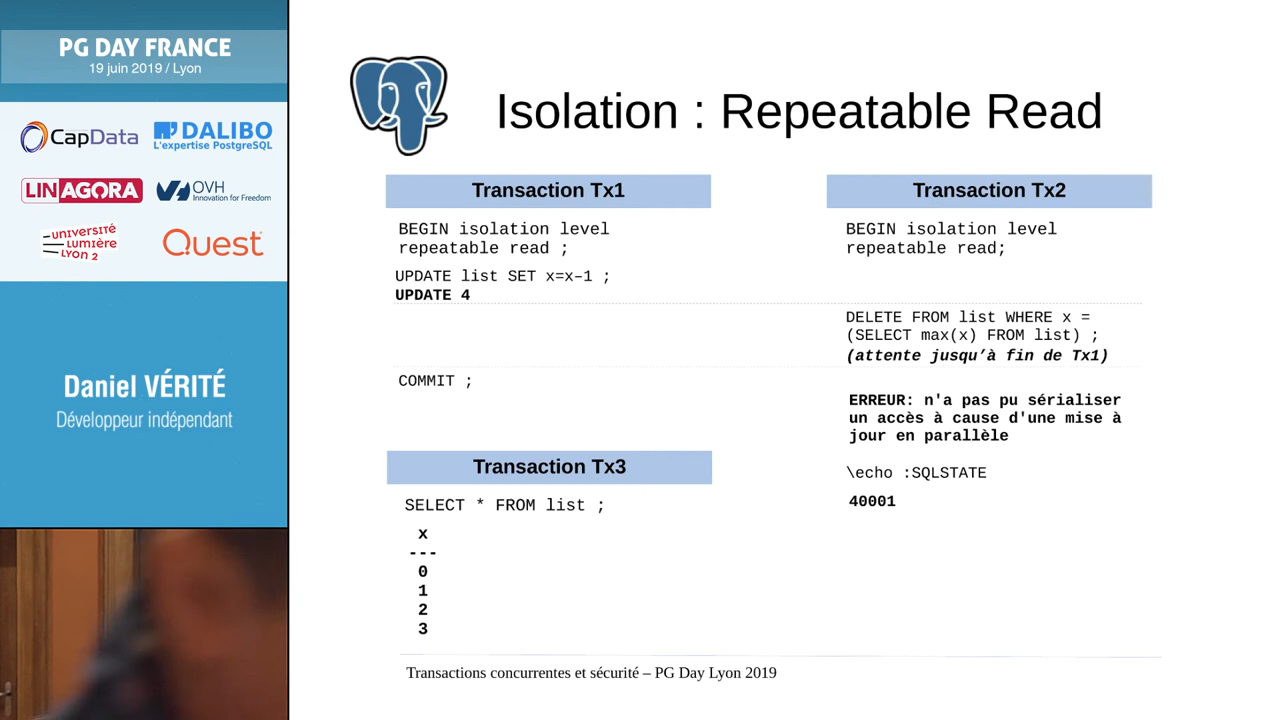 PG DAY FRANCE
19 juin 2019 / Lyon
CapData
DALIBO
L'expertise PostgreSQL
LINAGORA
OVH
Innovation for Freedom
UNIVERSITÉ
LUMIÈRE
LYON 2
Quest
Daniel VÉRITÉ
Développeur indépendant
Isolation : Repeatable Read
Transaction Tx1
BEGIN isolation level
repeatable read ;
UPDATE list SET x=x–1 ;
UPDATE 4
COMMIT ;
Transaction Tx2
BEGIN isolation level
repeatable read;
DELETE FROM list WHERE x =
(SELECT max(x) FROM list) ;
(attente jusqu’à fin de Tx1)
ERREUR: n'a pas pu sérialiser
un accès à cause d'une mise à
jour en parallèle
\echo :SQLSTATE
40001
Transaction Tx3
SELECT * FROM list ;
x
---
0
1
2
3
Transactions concurrentes et sécurité – PG Day Lyon 2019